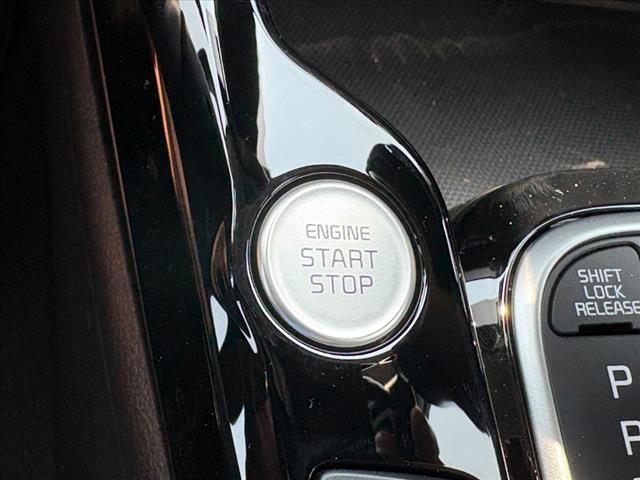 ENGINE
START
STOP
SHIFT
LOCK
RELEASE
P
R